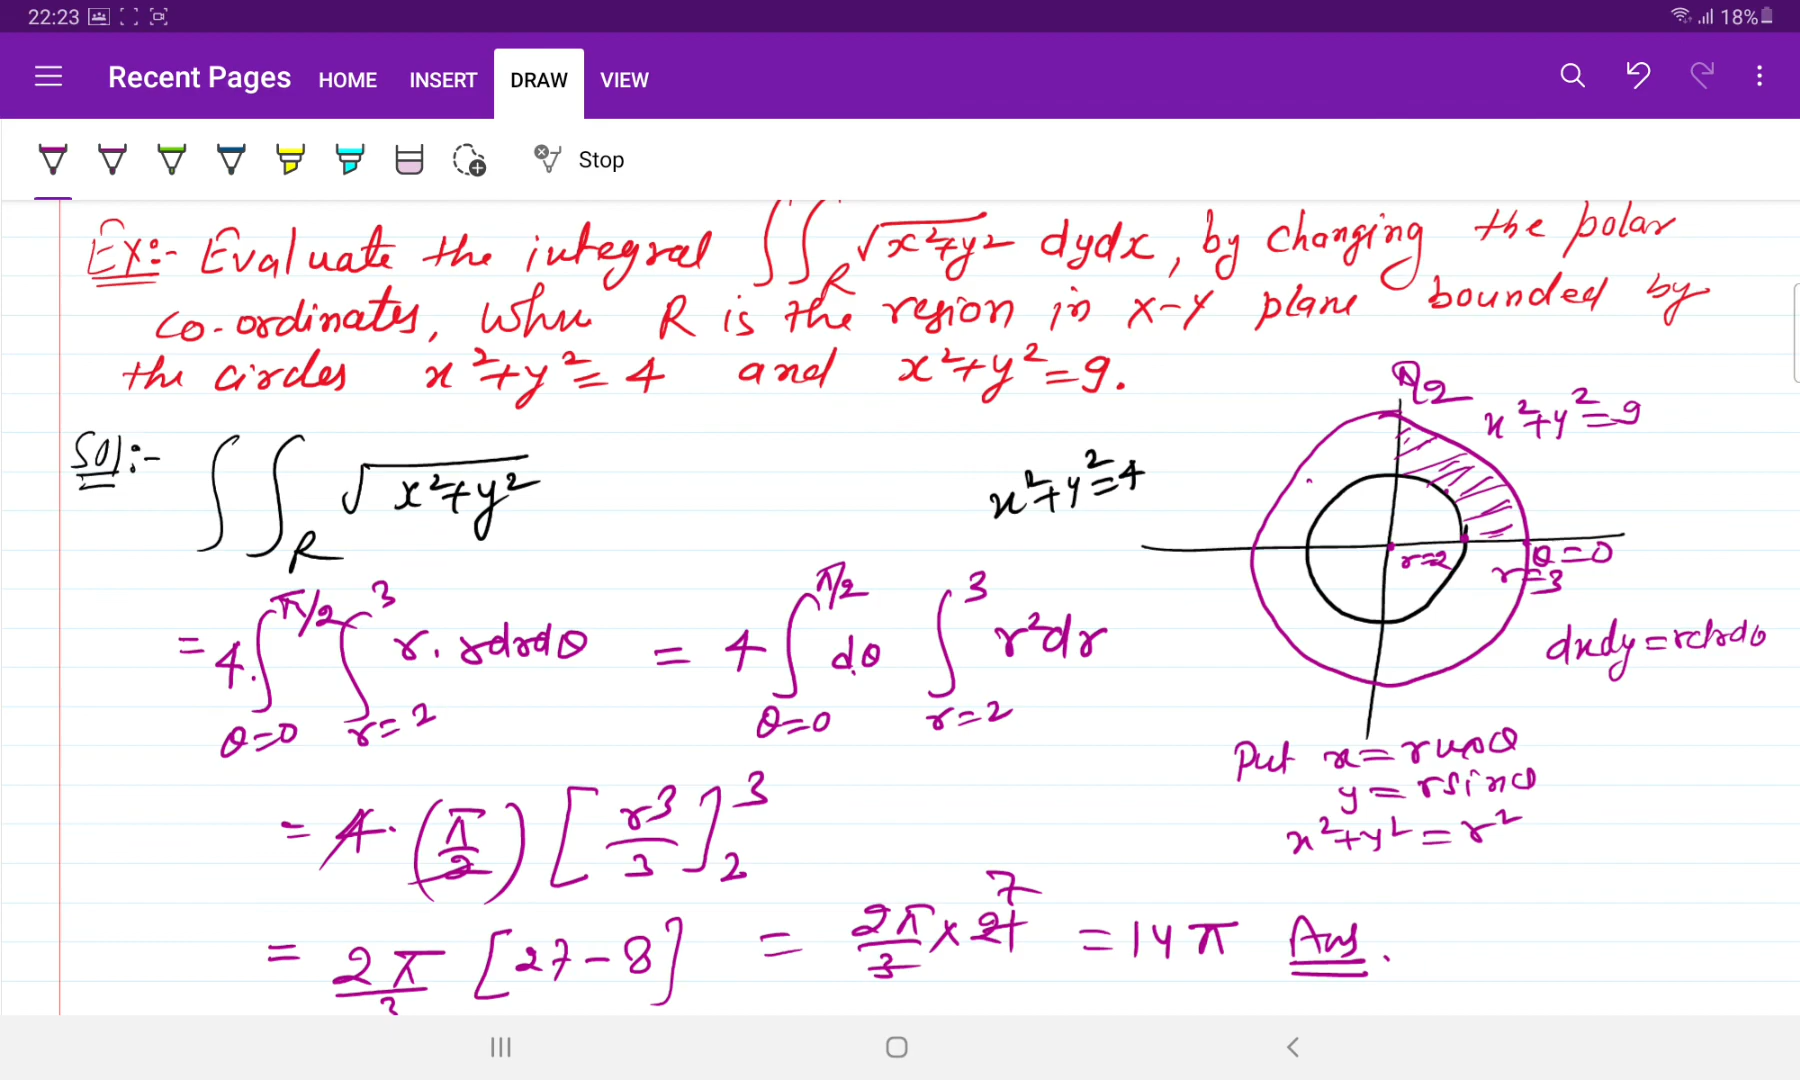 22:23 18%
Recent Pages HOME INSERT DRAW VIEW
Stop
Ex:- Evaluate the integral ∫∫_R √x²+y² dydx, by changing the polar
co-ordinates, when R is the region in x-y plane bounded by
the circles x²+y²=4 and x²+y²=9.
π/2
x²+y²=9
Sol:- ∫∫_R √x²+y²
x²+y²=4
r=2 θ=0
r=3
= 4.∫_{θ=0}^{π/2} ∫_{r=2}^{3} r. rdrdθ = 4 ∫_{θ=0}^{π/2} dθ ∫_{r=2}^{3} r²dr
dxdy=rdrdθ
Put x=rcosθ
y=rsinθ
x²+y²=r²
= 4.(π/2) [r³/3]_2^3
= 2π/3 [27-8] = 2π/3 × 21 7 = 14π Ans.